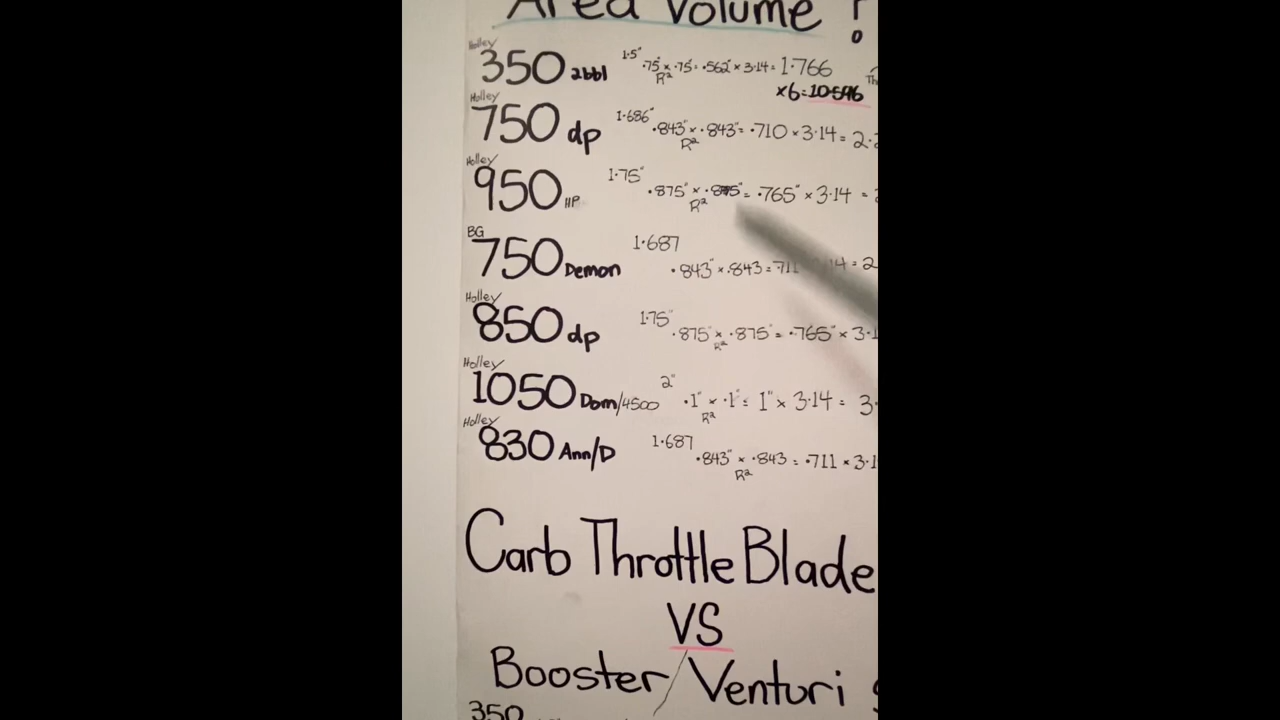 Area Volume ?
Holley
350 2bbl 1.5" .75" x .75" = .562" x 3.14 = 1.766
R²
x6=10.596
Holley
750 dp 1.686" .843" x .843" = .710 x 3.14 = 2.2
R²
Holley
950 HP 1.75" .875" x .875" = .765" x 3.14 =
R²
BG
750 Demon 1.687 .843" x .843 = 711 14 = 2
Holley
850 dp 1.75" .875" x .875" = .765" x 3.1
R²
Holley
1050 Dom/4500 2" .1" x .1" = 1" x 3.14 = 3.
R²
Holley
830 Ann/D 1.687 .843" x .843 = .711 x 3.1
R²
Carb Throttle Blade
VS
Booster/Venturi
350